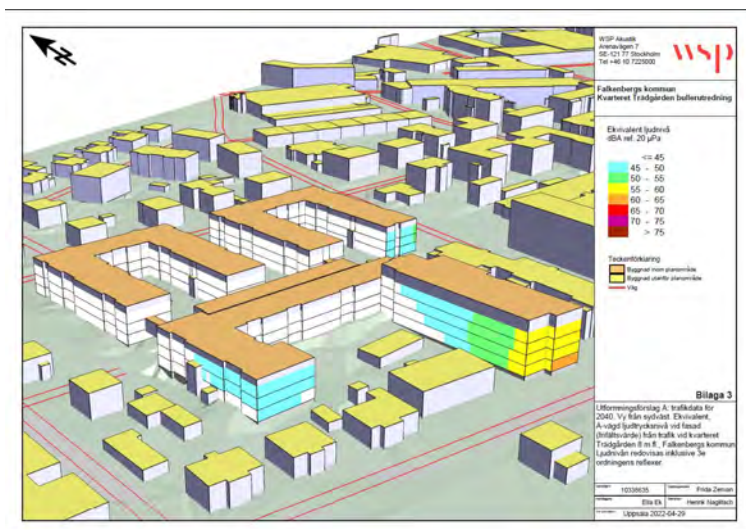 WSP Akustik
Arenavägen 7
SE-121 77 Stockholm
Tel +46 10 7225000
wsp
Falkenbergs kommun
Kvarteret Trädgården bullerutredning
Ekvivalent ljudnivå
dBA ref. 20 µPa
<= 45
45 - 50
50 - 55
55 - 60
60 - 65
65 - 70
70 - 75
> 75
Teckenförklaring
Byggnad inom planområde
Byggnad utanför planområde
Väg
N
Bilaga 3
Utformningsförslag A: trafikdata för
2040. Vy från sydväst. Ekvivalent,
A-vägd ljudtrycksnivå vid fasad
(frifältsvärde) från trafik vid kvarteret
Trädgården 8 m.fl., Falkenbergs kommun
Ljudnivån redovisas inklusive 3e
ordningens reflexer.
10338635 Frida Zeman
Ella Ek Henrik Naglitsch
Uppsala 2022-04-29